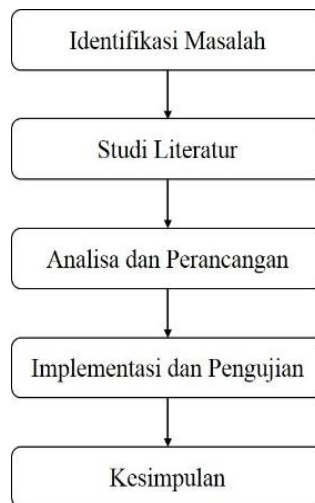 Identifikasi Masalah
Studi Literatur
Analisa dan Perancangan
Implementasi dan Pengujian
Kesimpulan